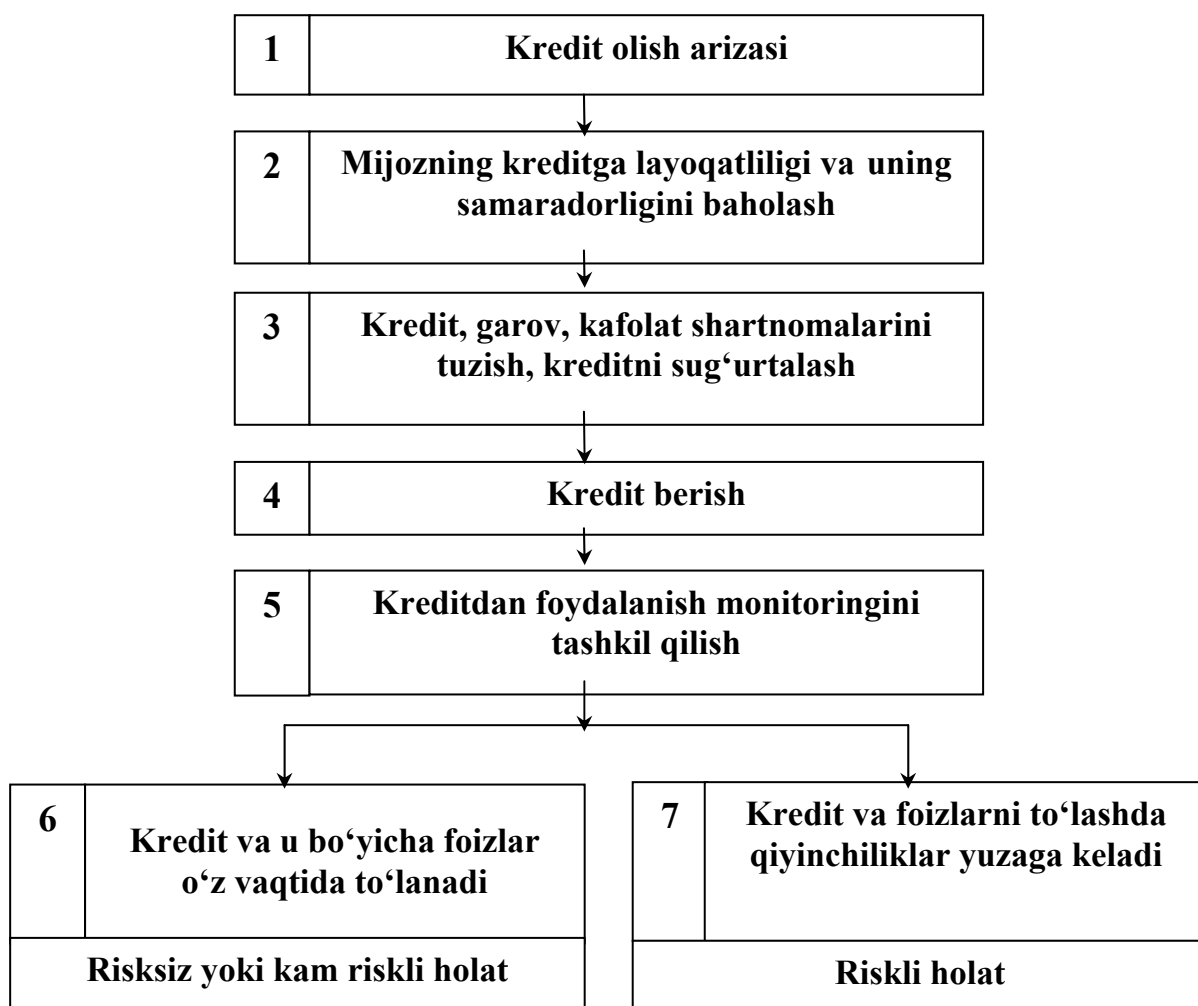 1
Kredit olish arizasi
2
Mijozning kreditga layoqatliligi va uning
samaradorligini baholash
3
Kredit, garov, kafolat shartnomalarini
tuzish, kreditni sug‘urtalash
4
Kredit berish
5
Kreditdan foydalanish monitoringini
tashkil qilish
6
Kredit va u bo‘yicha foizlar
o‘z vaqtida to‘lanadi
Risksiz yoki kam riskli holat
7
Kredit va foizlarni to‘lashda
qiyinchiliklar yuzaga keladi
Riskli holat